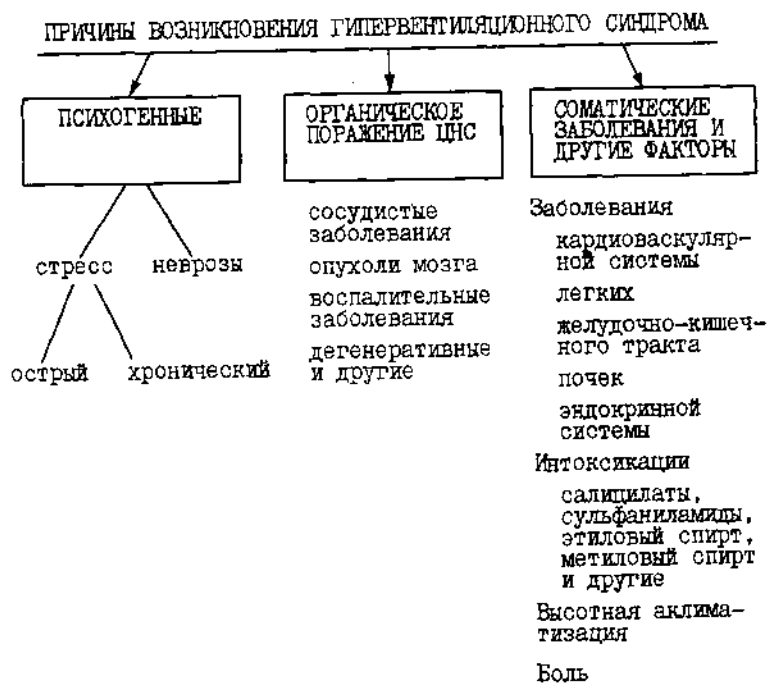 ПРИЧИНЫ ВОЗНИКНОВЕНИЯ ГИПЕРВЕНТИЛЯЦИОННОГО СИНДРОМА
ПСИХОГЕННЫЕ
стресс неврозы
острый хронический
ОРГАНИЧЕСКОЕ
ПОРАЖЕНИЕ ЦНС
сосудистые
заболевания
опухоли мозга
воспалительные
заболевания
дегенеративные
и другие
СОМАТИЧЕСКИЕ
ЗАБОЛЕВАНИЯ И
ДРУГИЕ ФАКТОРЫ
Заболевания
кардиоваскуляр-
ной системы
легких
желудочно-кишеч-
ного тракта
почек
эндокринной
системы
Интоксикации
салицилаты,
сульфаниламиды,
этиловый спирт,
метиловый спирт
и другие
Высотная аклима-
тизация
Боль